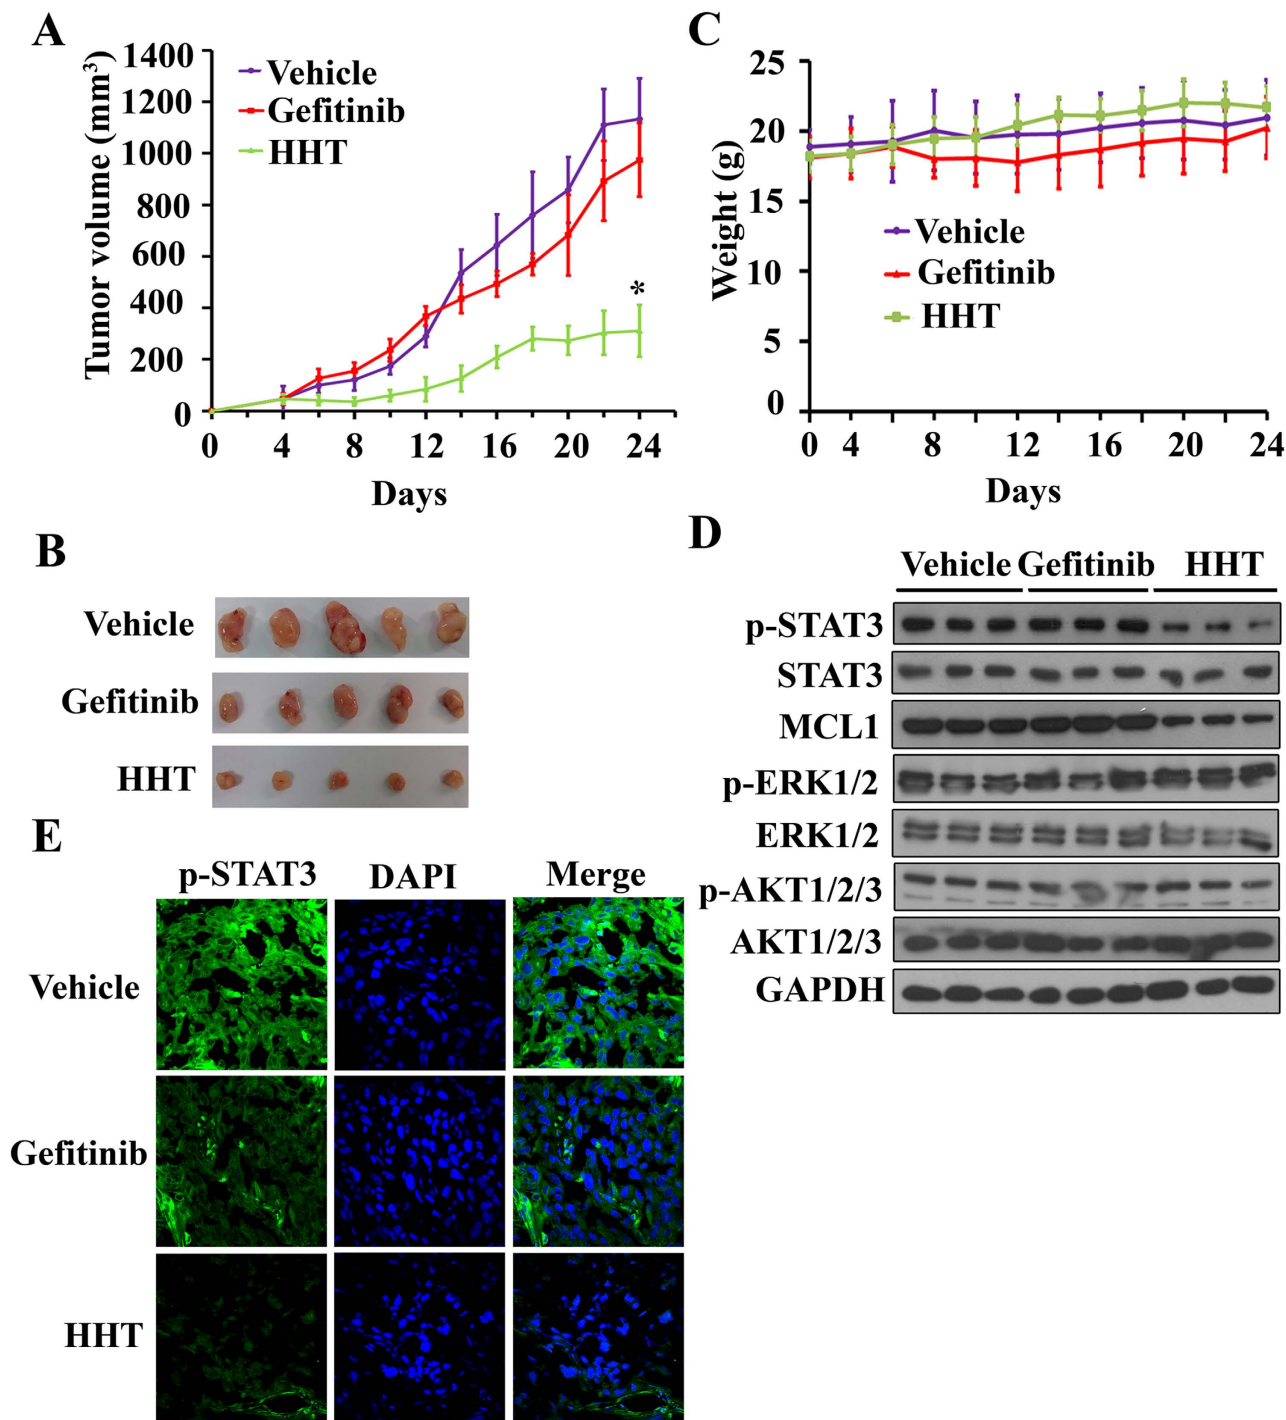 A
Tumor volume (mm³)
1400
1200
1000
800
600
400
200
0
Vehicle
Gefitinib
HHT
*
0 4 8 12 16 20 24
Days
C
Weight (g)
25
20
15
10
5
0
Vehicle
Gefitinib
HHT
0 4 8 12 16 20 24
Days
B
Vehicle
Gefitinib
HHT
D
Vehicle Gefitinib HHT
p-STAT3
STAT3
MCL1
p-ERK1/2
ERK1/2
p-AKT1/2/3
AKT1/2/3
GAPDH
E
p-STAT3 DAPI Merge
Vehicle
Gefitinib
HHT